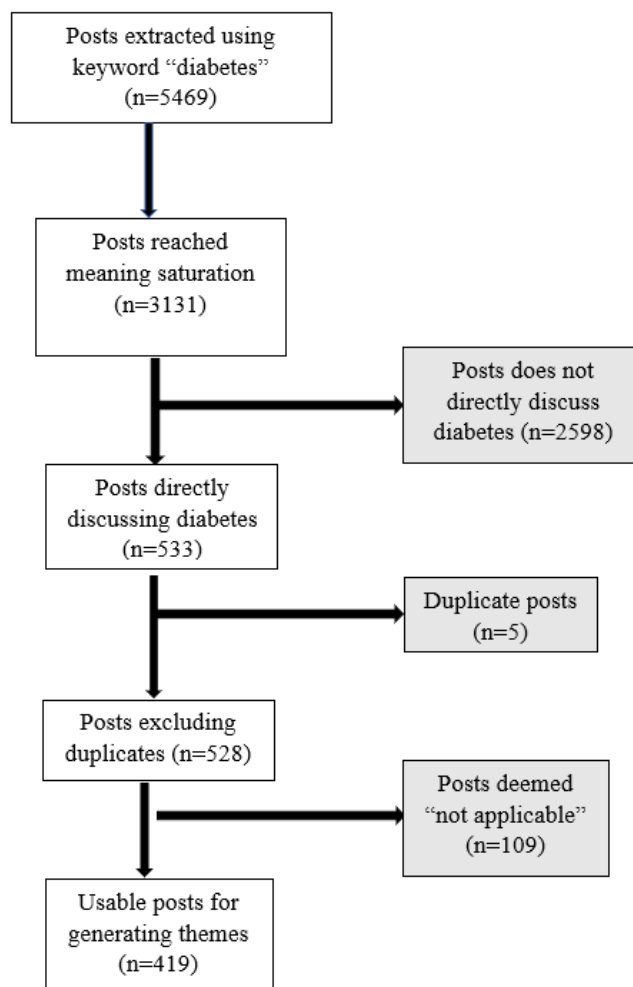 Posts extracted using
keyword “diabetes”
(n=5469)
Posts reached
meaning saturation
(n=3131)
Posts does not
directly discuss
diabetes (n=2598)
Posts directly
discussing diabetes
(n=533)
Duplicate posts
(n=5)
Posts excluding
duplicates (n=528)
Posts deemed
“not applicable”
(n=109)
Usable posts for
generating themes
(n=419)